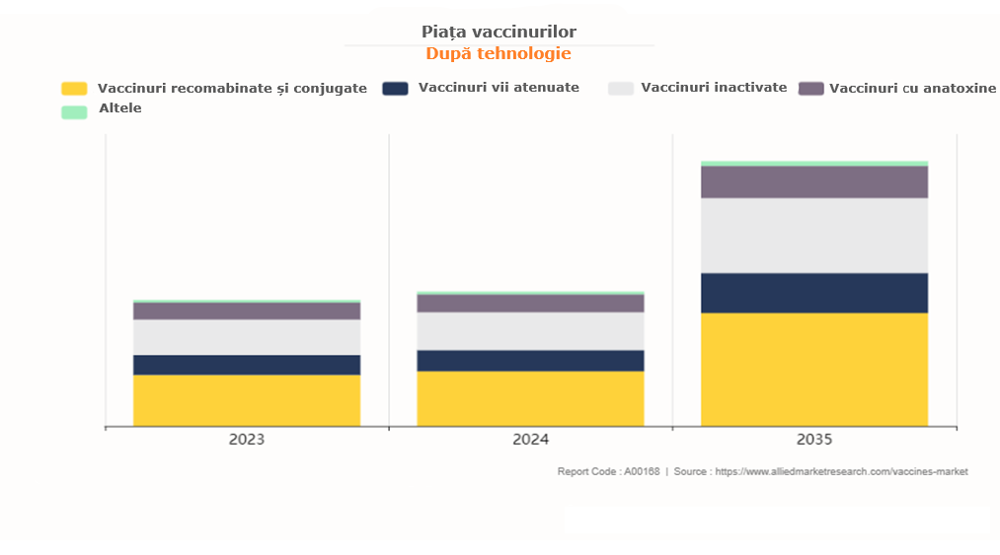 Piața vaccinurilor
După tehnologie
Vaccinuri recomabinate și conjugate Vaccinuri vii atenuate Vaccinuri inactivate Vaccinuri cu anatoxine
Altele
2023 2024 2035
Report Code : A00168 | Source : https://www.alliedmarketresearch.com/vaccines-market